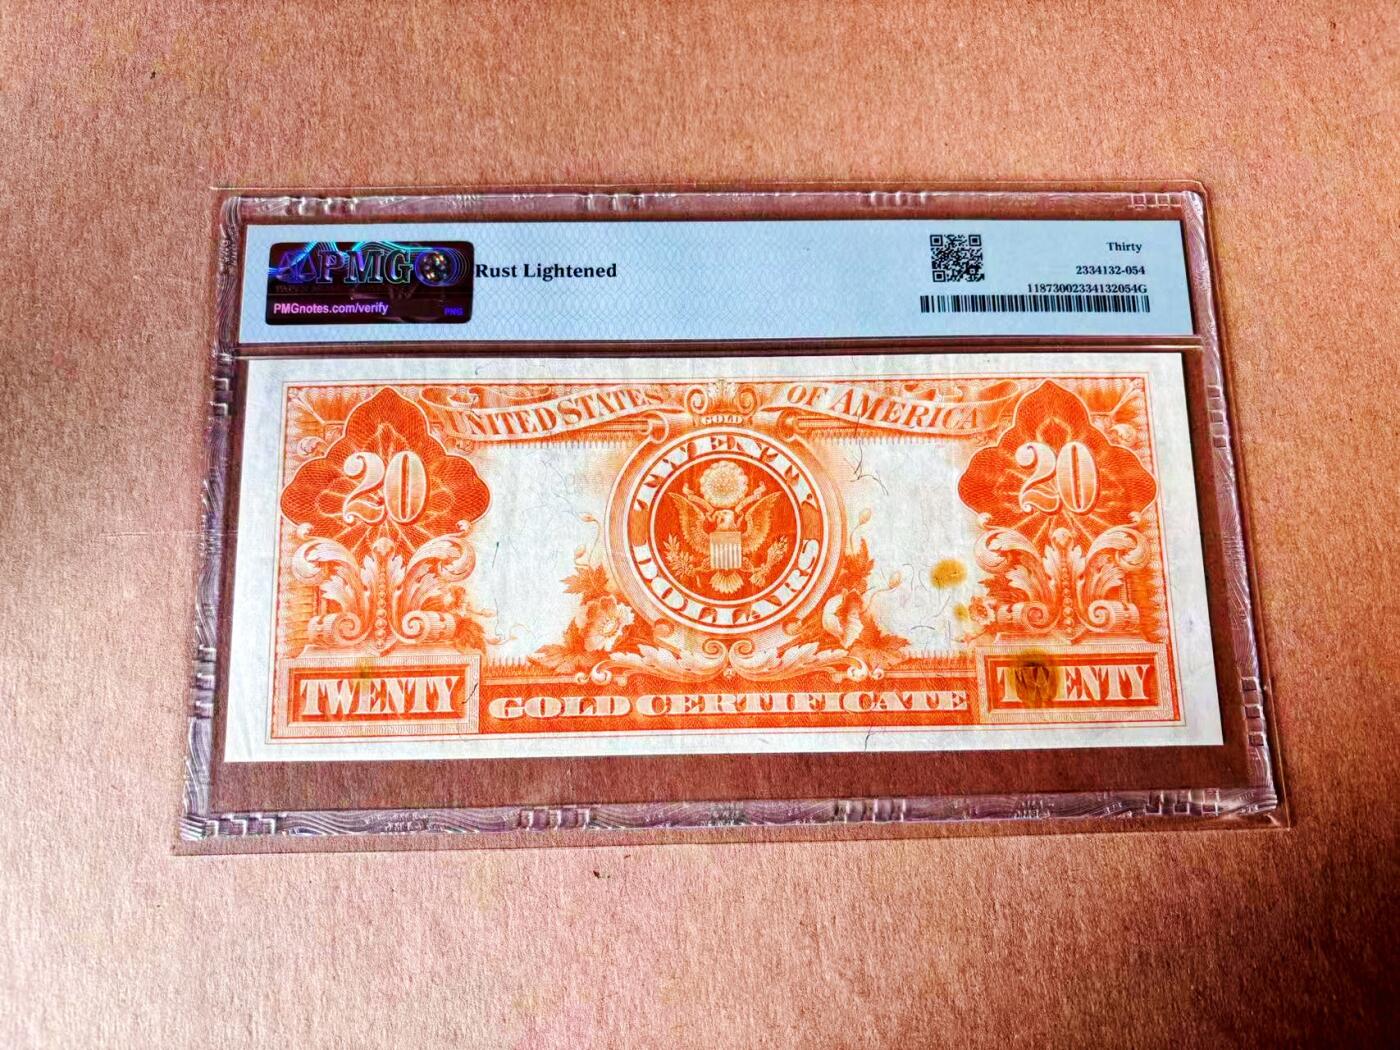 PMG
PMGnotes.com/verify
PNG
Rust Lightened
Thirty
2334132-054
11873002334132054G
UNITED STATES OF AMERICA
GOLD
TWENTY
DOLLARS
20
20
TWENTY
GOLD CERTIFICATE
TWENTY